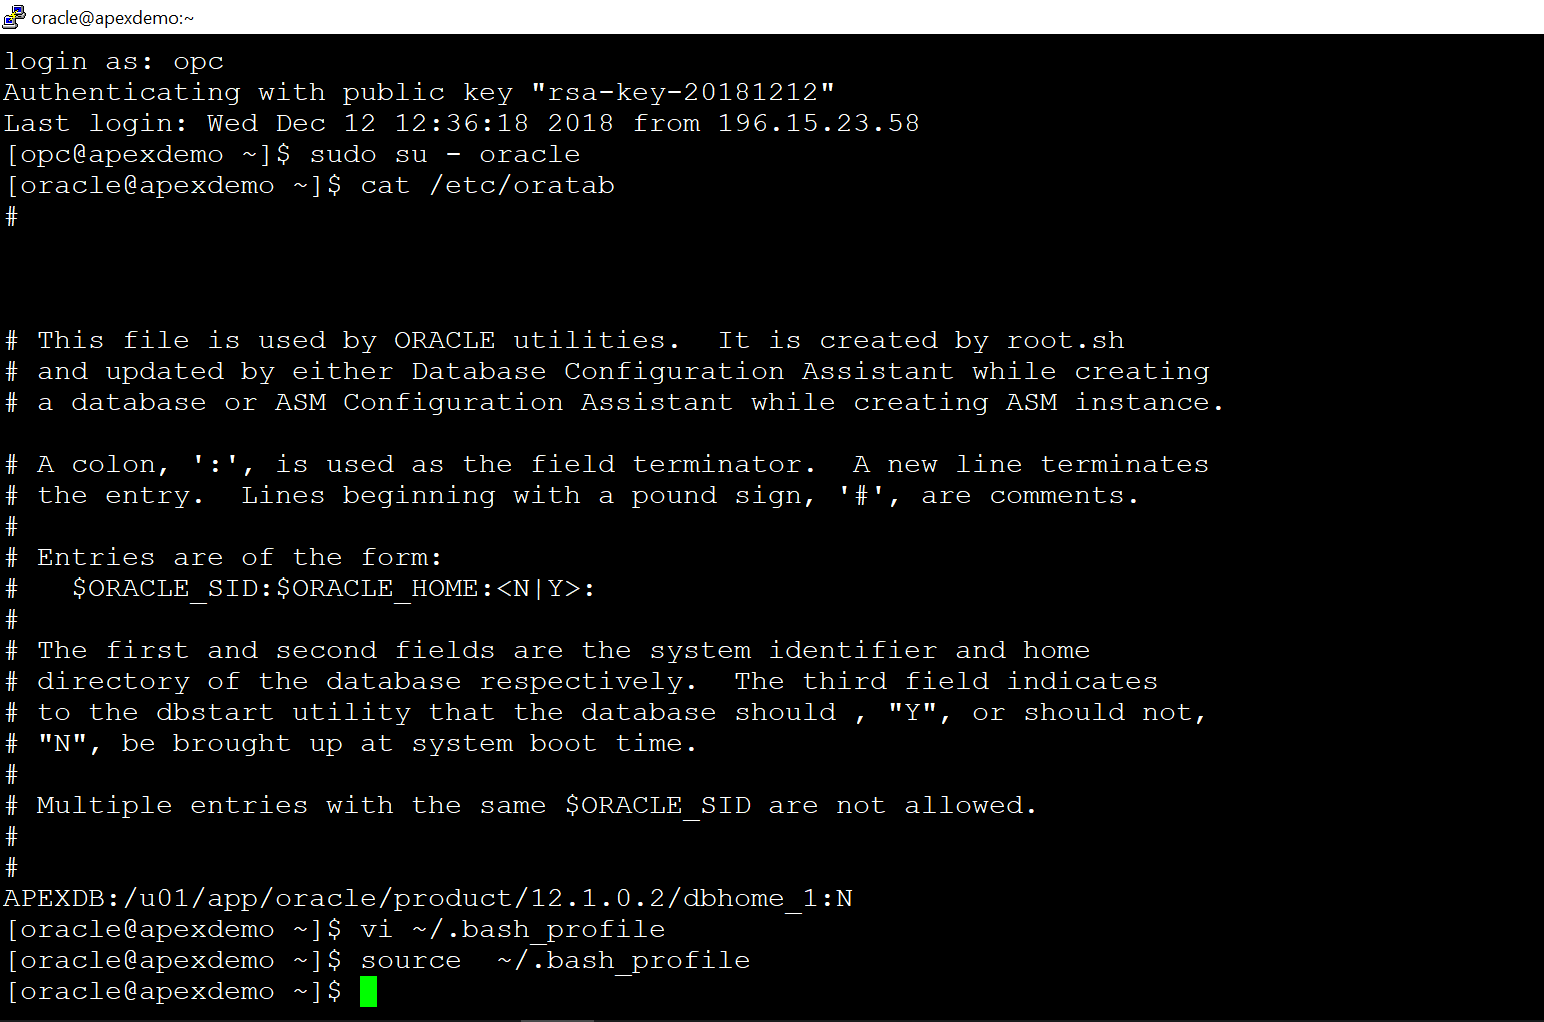 oracle@apexdemo:~
login as: opc
Authenticating with public key "rsa-key-20181212"
Last login: Wed Dec 12 12:36:18 2018 from 196.15.23.58
[opc@apexdemo ~]$ sudo su - oracle
[oracle@apexdemo ~]$ cat /etc/oratab
#
# This file is used by ORACLE utilities.  It is created by root.sh
# and updated by either Database Configuration Assistant while creating
# a database or ASM Configuration Assistant while creating ASM instance.
# A colon, ':', is used as the field terminator.  A new line terminates
# the entry.  Lines beginning with a pound sign, '#', are comments.
#
# Entries are of the form:
#   $ORACLE_SID:$ORACLE_HOME:<N|Y>:
#
# The first and second fields are the system identifier and home
# directory of the database respectively.  The third field indicates
# to the dbstart utility that the database should , "Y", or should not,
# "N", be brought up at system boot time.
#
# Multiple entries with the same $ORACLE_SID are not allowed.
#
#
APEXDB:/u01/app/oracle/product/12.1.0.2/dbhome_1:N
[oracle@apexdemo ~]$ vi ~/.bash_profile
[oracle@apexdemo ~]$ source  ~/.bash_profile
[oracle@apexdemo ~]$